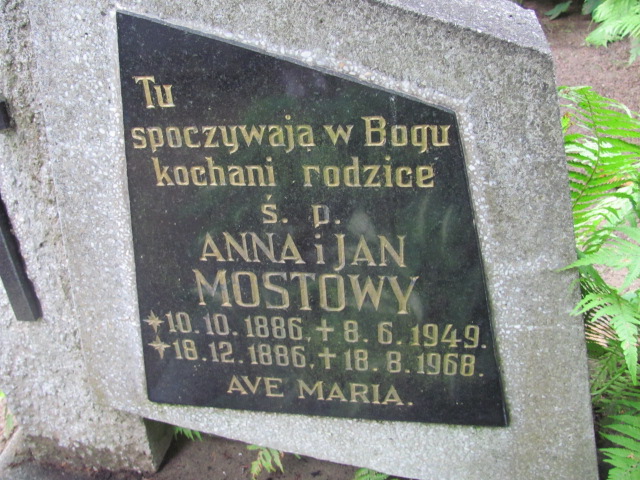 Tu
spoczywają w Bogu
kochani rodzice
ś. p.
ANNA i JAN
MOSTOWY
*10.10.1886,+8.6.1949.
*18.12.1886,+18.8.1968.
AVE MARIA.